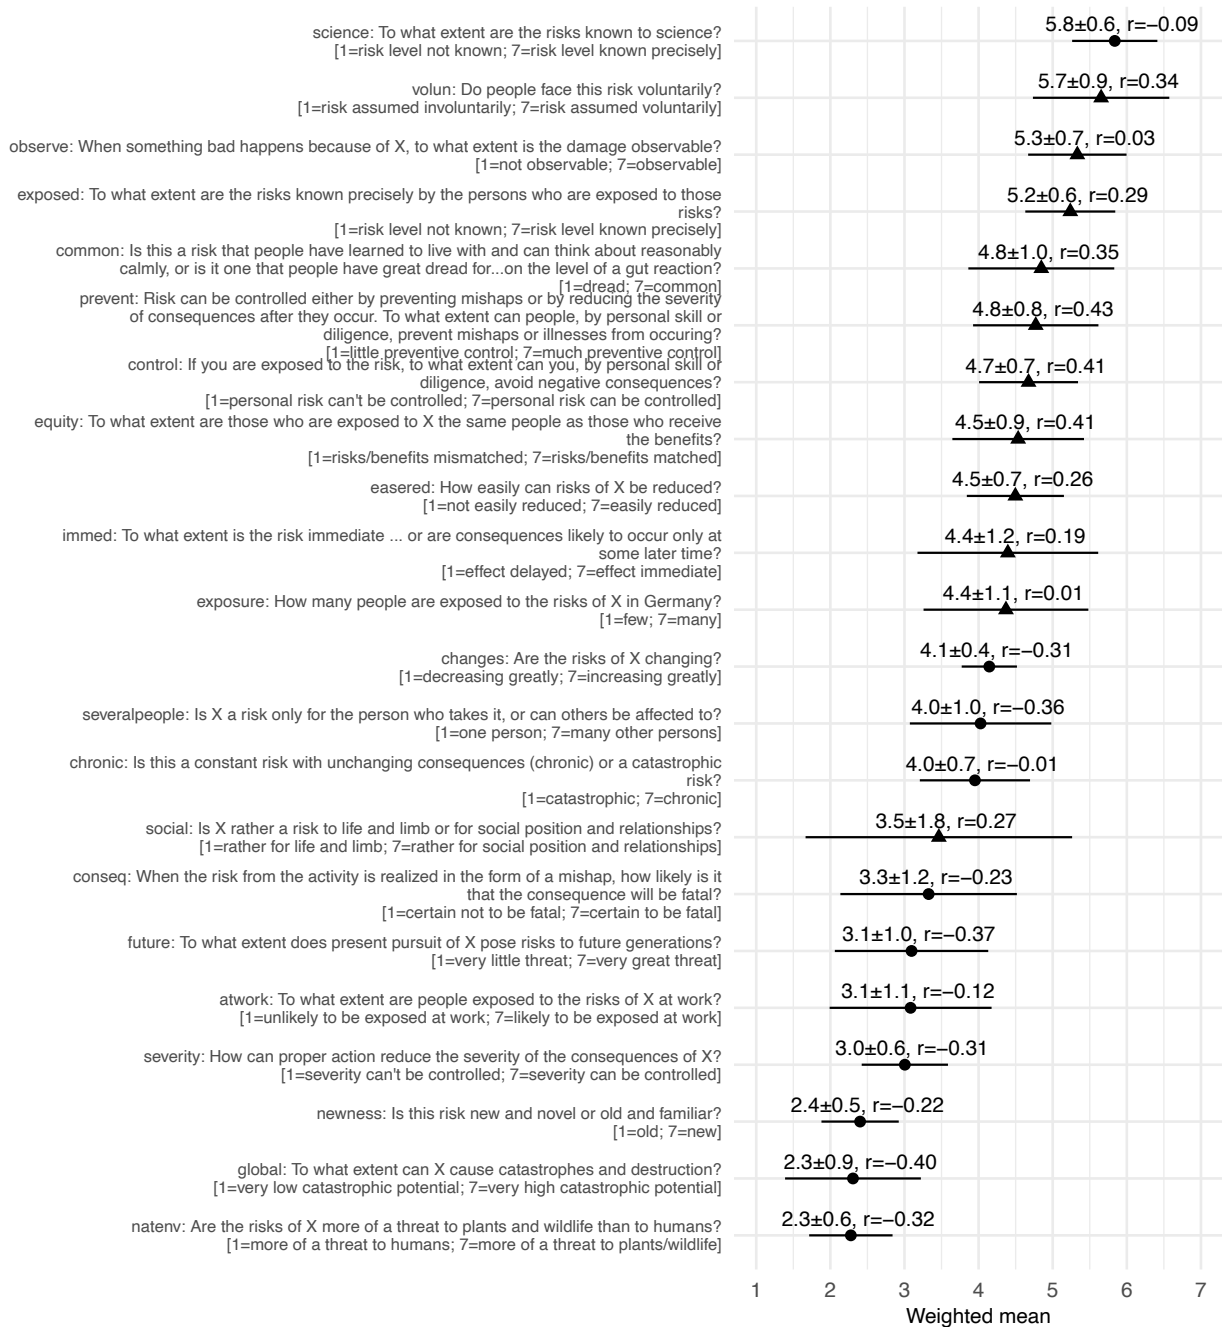 science: To what extent are the risks known to science?
[1=risk level not known; 7=risk level known precisely]
5.8±0.6, r=−0.09
volun: Do people face this risk voluntarily?
[1=risk assumed involuntarily; 7=risk assumed voluntarily]
5.7±0.9, r=0.34
observe: When something bad happens because of X, to what extent is the damage observable?
[1=not observable; 7=observable]
5.3±0.7, r=0.03
exposed: To what extent are the risks known precisely by the persons who are exposed to those
risks?
[1=risk level not known; 7=risk level known precisely]
5.2±0.6, r=0.29
common: Is this a risk that people have learned to live with and can think about reasonably
calmly, or is it one that people have great dread for...on the level of a gut reaction?
[1=dread; 7=common]
4.8±1.0, r=0.35
prevent: Risk can be controlled either by preventing mishaps or by reducing the severity
of consequences after they occur. To what extent can people, by personal skill or
diligence, prevent mishaps or illnesses from occuring?
[1=little preventive control; 7=much preventive control]
4.8±0.8, r=0.43
control: If you are exposed to the risk, to what extent can you, by personal skill or
diligence, avoid negative consequences?
[1=personal risk can't be controlled; 7=personal risk can be controlled]
4.7±0.7, r=0.41
equity: To what extent are those who are exposed to X the same people as those who receive
the benefits?
[1=risks/benefits mismatched; 7=risks/benefits matched]
4.5±0.9, r=0.41
easered: How easily can risks of X be reduced?
[1=not easily reduced; 7=easily reduced]
4.5±0.7, r=0.26
immed: To what extent is the risk immediate ... or are consequences likely to occur only at
some later time?
[1=effect delayed; 7=effect immediate]
4.4±1.2, r=0.19
exposure: How many people are exposed to the risks of X in Germany?
[1=few; 7=many]
4.4±1.1, r=0.01
changes: Are the risks of X changing?
[1=decreasing greatly; 7=increasing greatly]
4.1±0.4, r=−0.31
severalpeople: Is X a risk only for the person who takes it, or can others be affected to?
[1=one person; 7=many other persons]
4.0±1.0, r=−0.36
chronic: Is this a constant risk with unchanging consequences (chronic) or a catastrophic
risk?
[1=catastrophic; 7=chronic]
4.0±0.7, r=−0.01
social: Is X rather a risk to life and limb or for social position and relationships?
[1=rather for life and limb; 7=rather for social position and relationships]
3.5±1.8, r=0.27
conseq: When the risk from the activity is realized in the form of a mishap, how likely is it
that the consequence will be fatal?
[1=certain not to be fatal; 7=certain to be fatal]
3.3±1.2, r=−0.23
future: To what extent does present pursuit of X pose risks to future generations?
[1=very little threat; 7=very great threat]
3.1±1.0, r=−0.37
atwork: To what extent are people exposed to the risks of X at work?
[1=unlikely to be exposed at work; 7=likely to be exposed at work]
3.1±1.1, r=−0.12
severity: How can proper action reduce the severity of the consequences of X?
[1=severity can't be controlled; 7=severity can be controlled]
3.0±0.6, r=−0.31
newness: Is this risk new and novel or old and familiar?
[1=old; 7=new]
2.4±0.5, r=−0.22
global: To what extent can X cause catastrophes and destruction?
[1=very low catastrophic potential; 7=very high catastrophic potential]
2.3±0.9, r=−0.40
natenv: Are the risks of X more of a threat to plants and wildlife than to humans?
[1=more of a threat to humans; 7=more of a threat to plants/wildlife]
2.3±0.6, r=−0.32
1 2 3 4 5 6 7
Weighted mean